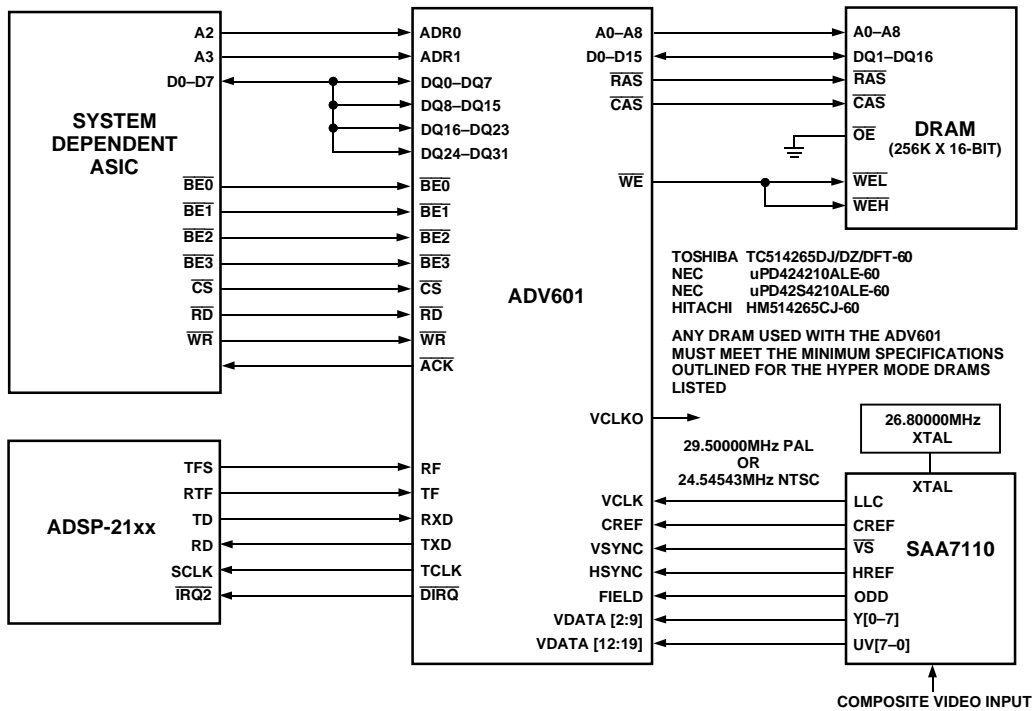 A2
A3
D0–D7
SYSTEM
DEPENDENT
ASIC
BE0
BE1
BE2
BE3
CS
RD
WR
ADR0
ADR1
DQ0–DQ7
DQ8–DQ15
DQ16–DQ23
DQ24–DQ31
BE0
BE1
BE2
BE3
CS
RD
WR
ACK
ADV601
A0–A8
D0–D15
RAS
CAS
WE
A0–A8
DQ1–DQ16
RAS
CAS
OE
DRAM
(256K X 16-BIT)
WEL
WEH
TOSHIBA TC514265DJ/DZ/DFT-60
NEC uPD424210ALE-60
NEC uPD42S4210ALE-60
HITACHI HM514265CJ-60
ANY DRAM USED WITH THE ADV601
MUST MEET THE MINIMUM SPECIFICATIONS
OUTLINED FOR THE HYPER MODE DRAMS
LISTED
VCLKO
29.50000MHz PAL
OR
24.54543MHz NTSC
26.80000MHz
XTAL
TFS
RTF
TD
RD
SCLK
IRQ2
ADSP-21xx
RF
TF
RXD
TXD
TCLK
DIRQ
VCLK
CREF
VSYNC
HSYNC
FIELD
VDATA [2:9]
VDATA [12:19]
XTAL
LLC
CREF
VS
HREF
ODD
Y[0–7]
UV[7–0]
SAA7110
COMPOSITE VIDEO INPUT